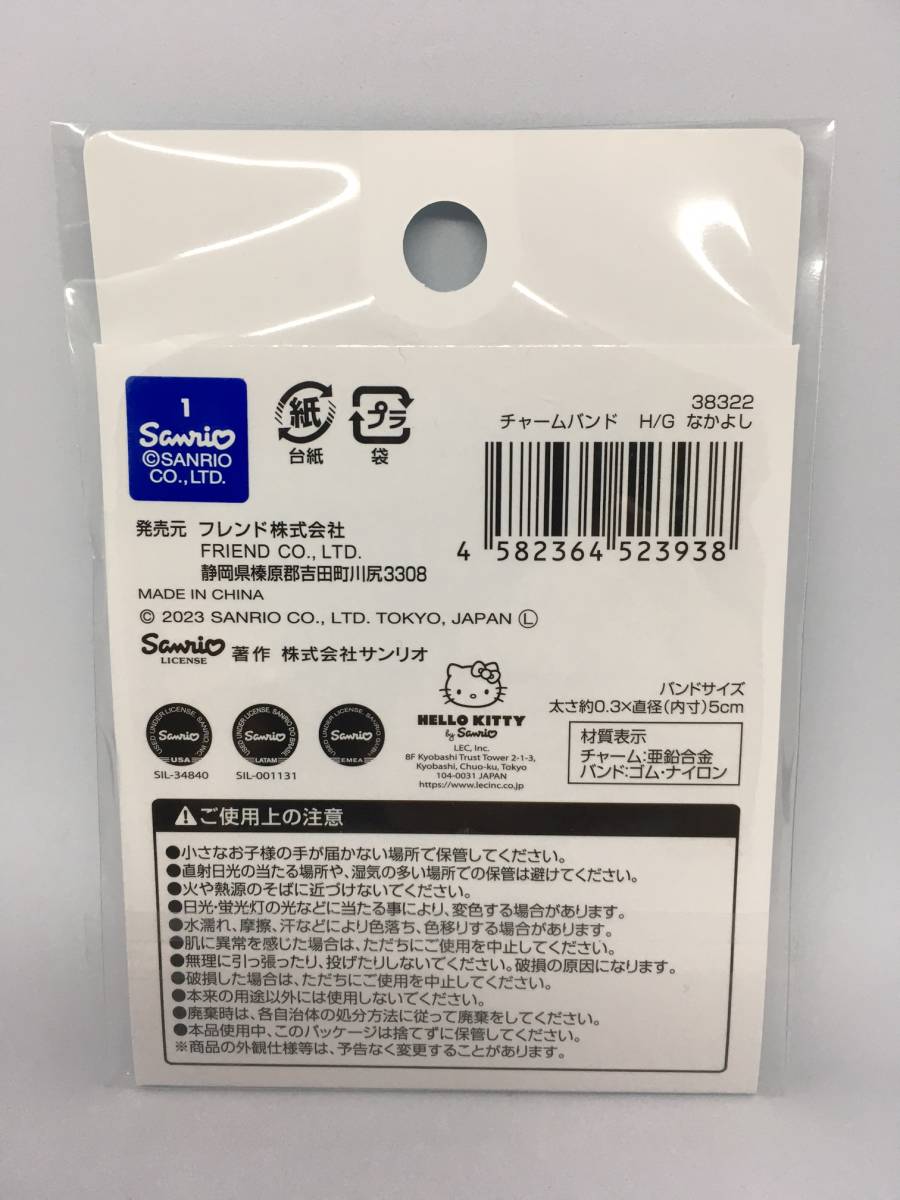 1
Sanrio
©SANRIO
CO.,LTD.
紙
台紙
プラ
袋
38322
チャームバンド H/G なかよし
4 582364 523938
発売元 フレンド株式会社
FRIEND CO., LTD.
静岡県榛原郡吉田町川尻3308
MADE IN CHINA
© 2023 SANRIO CO., LTD. TOKYO, JAPAN Ⓛ
Sanrio
LICENSE
著作 株式会社サンリオ
USED UNDER LICENSE, SANRIO INC.
Sanrio
USA
SIL-34840
USED UNDER LICENSE, SANRIO DO BRASIL
Sanrio
LATAM
SIL-001131
USED UNDER LICENSE, SANRIO GMBH
Sanrio
EMEA
HELLO KITTY
by Sanrio
LEC, Inc.
8F Kyobashi Trust Tower 2-1-3,
Kyobashi, Chuo-ku, Tokyo
104-0031 JAPAN
https://www.lecinc.co.jp
バンドサイズ
太さ約0.3×直径(内寸)5cm
材質表示
チャーム:亜鉛合金
バンド:ゴム・ナイロン
ご使用上の注意
●小さなお子様の手が届かない場所で保管してください。
●直射日光の当たる場所や、湿気の多い場所での保管は避けてください。
●火や熱源のそばに近づけないでください。
●日光・蛍光灯の光などに当たる事により、変色する場合があります。
●水濡れ、摩擦、汗などにより色落ち、色移りする場合があります。
●肌に異常を感じた場合は、ただちにご使用を中止してください。
●無理に引っ張ったり、投げたりしないでください。破損の原因になります。
●破損した場合は、ただちにご使用を中止してください。
●本来の用途以外には使用しないでください。
●廃棄時は、各自治体の処分方法に従って廃棄をしてください。
●本品使用中、このパッケージは捨てずに保管してください。
※商品の外観仕様等は、予告なく変更することがあります。